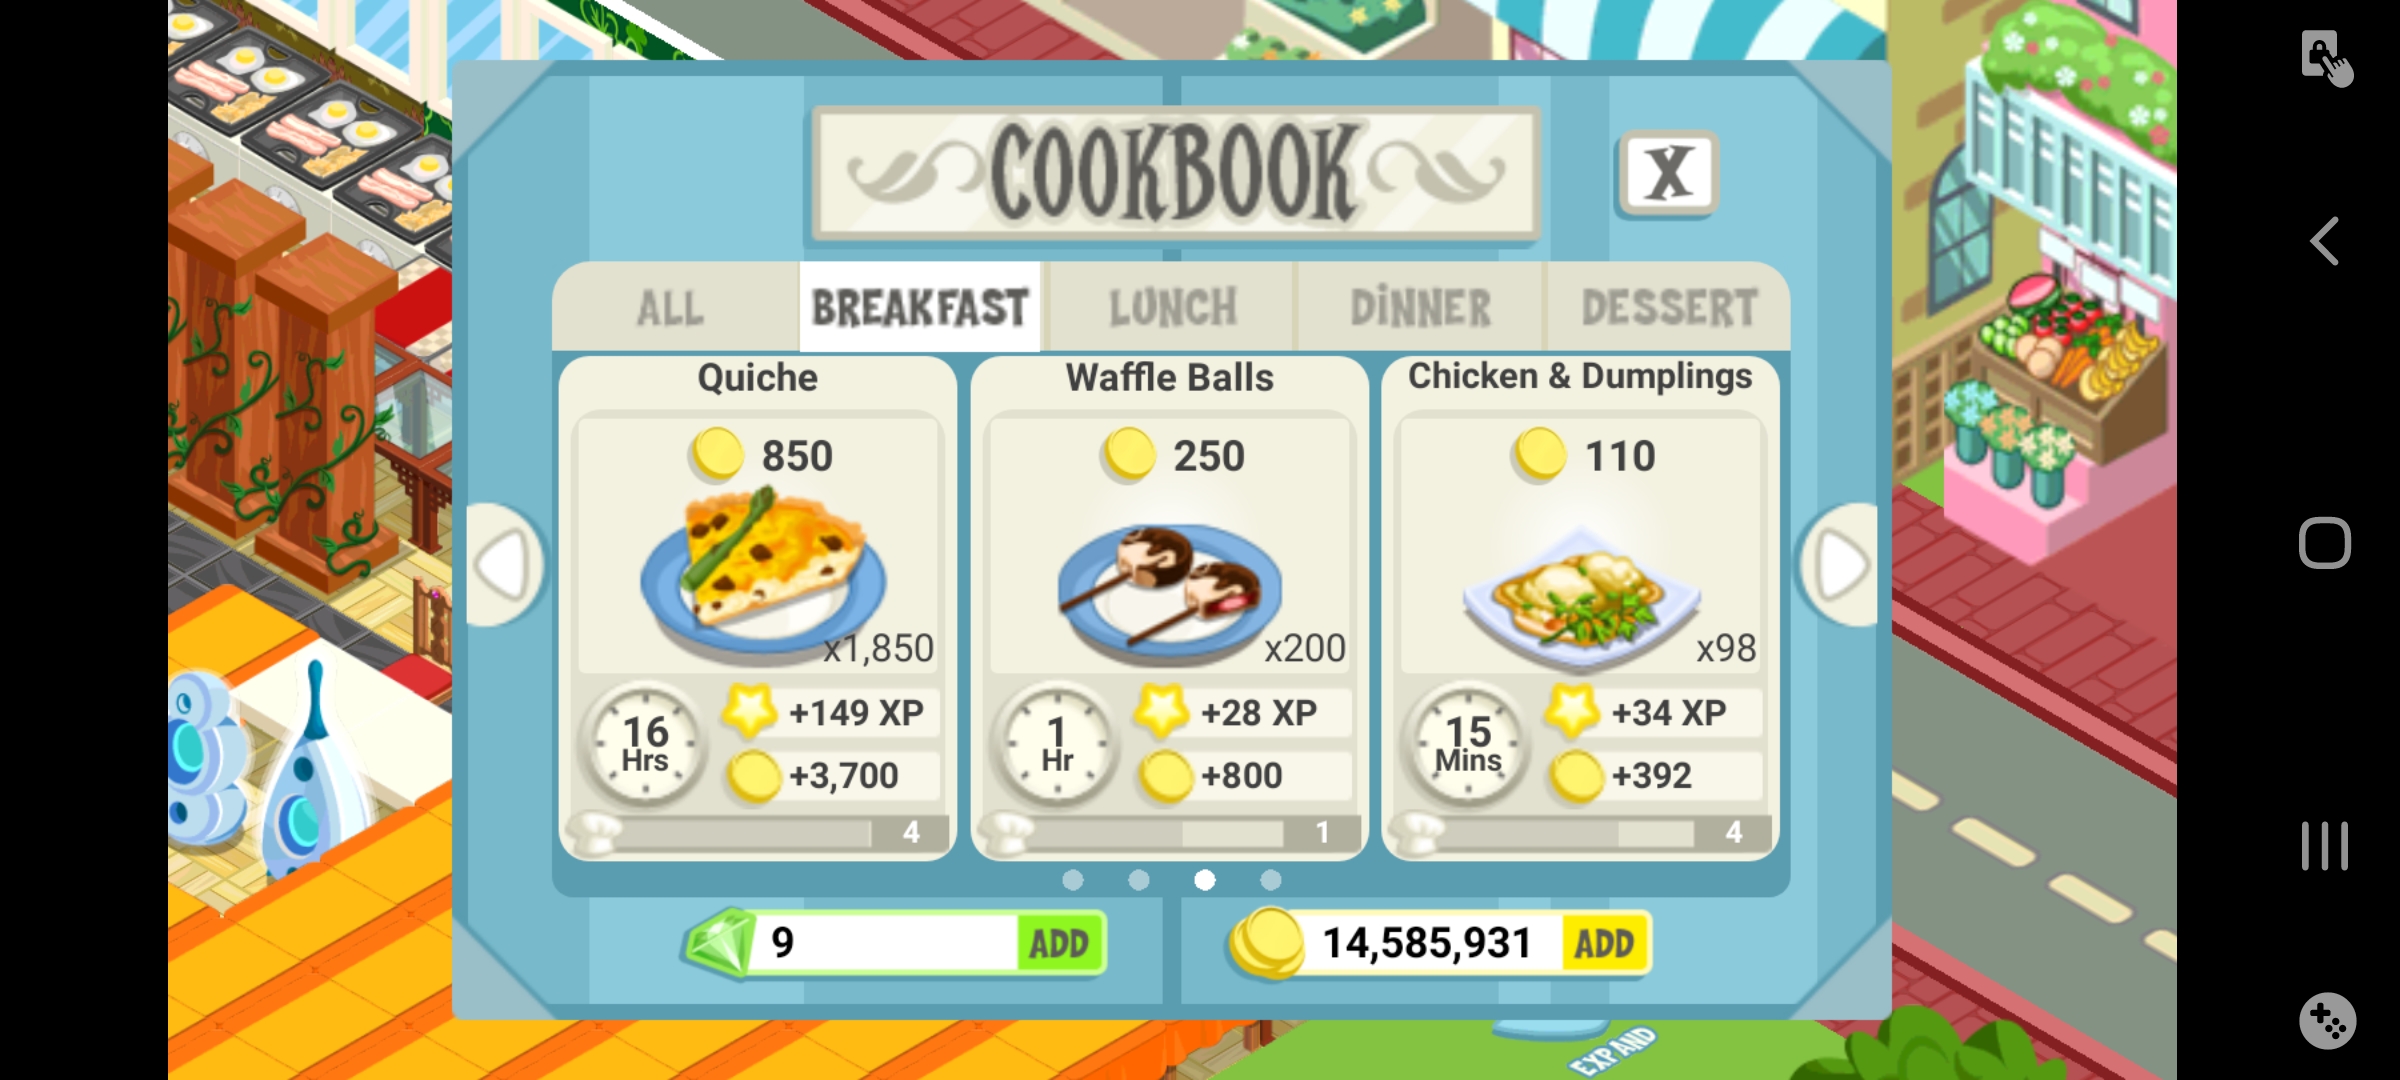 COOKBOOK
X
ALL
BREAKFAST
LUNCH
DINNER
DESSERT
Quiche
850
x1,850
16
Hrs
+149 XP
+3,700
4
Waffle Balls
250
x200
1
Hr
+28 XP
+800
1
Chicken & Dumplings
110
x98
15
Mins
+34 XP
+392
4
9
ADD
14,585,931
ADD
EXPAND